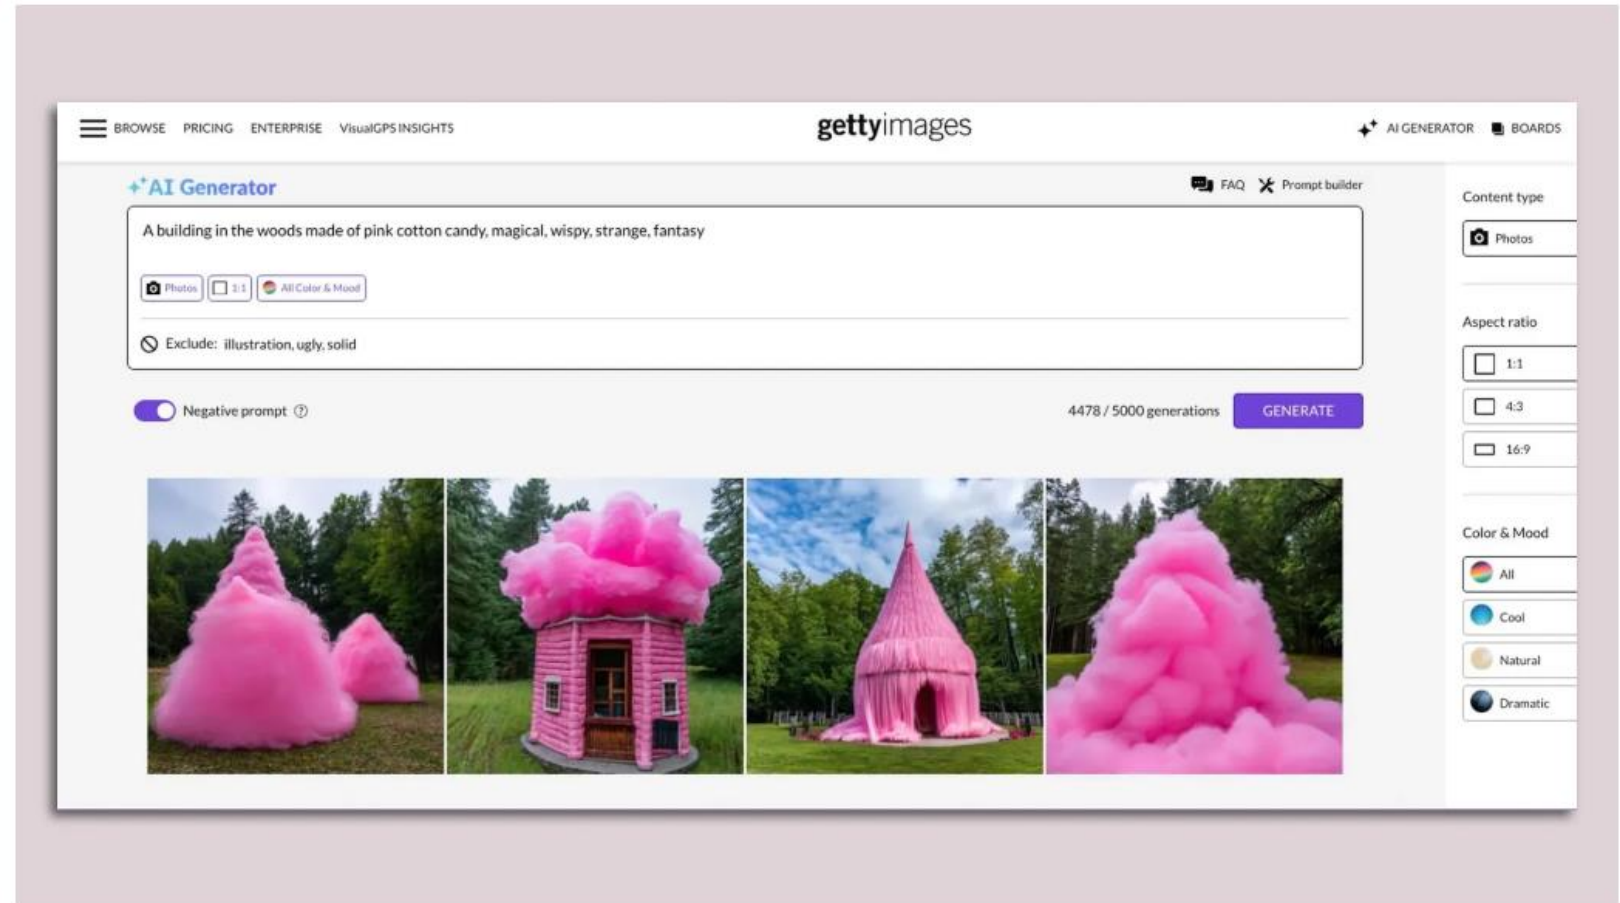 BROWSE PRICING ENTERPRISE VisualGPS INSIGHTS gettyimages AI GENERATOR BOARDS
AI Generator
FAQ Prompt builder
A building in the woods made of pink cotton candy, magical, wispy, strange, fantasy
Photos 1:1 All Color & Mood
Exclude: illustration, ugly, solid
Negative prompt ?
4478 / 5000 generations GENERATE
Content type
Photos
Aspect ratio
1:1
4:3
16:9
Color & Mood
All
Cool
Natural
Dramatic